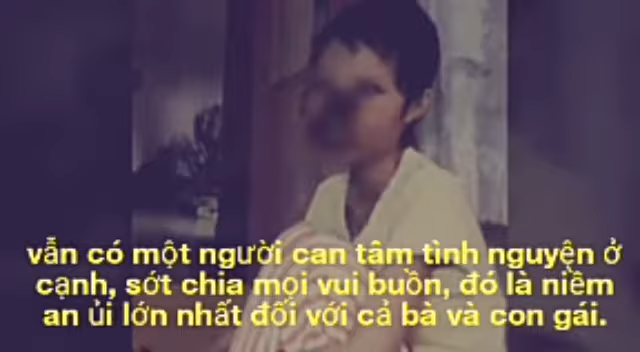 vẫn có một người can tâm tình nguyện ở
cạnh, sớt chia mọi vui buồn, đó là niềm
an ủi lớn nhất đối với cả bà và con gái.